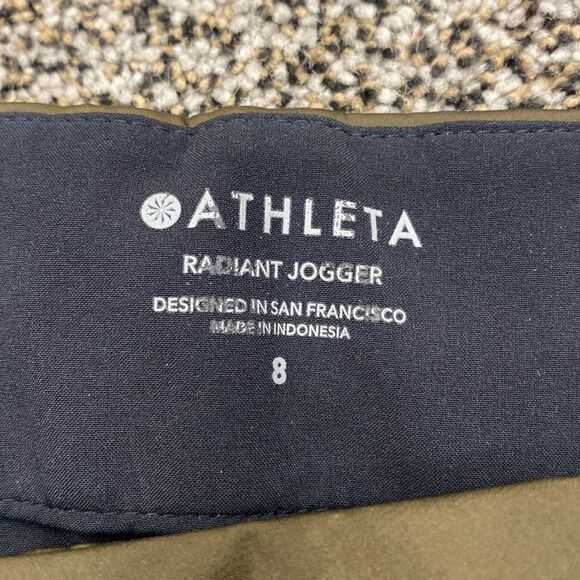 ATHLETA
RADIANT JOGGER
DESIGNED IN SAN FRANCISCO
MADE IN INDONESIA
8